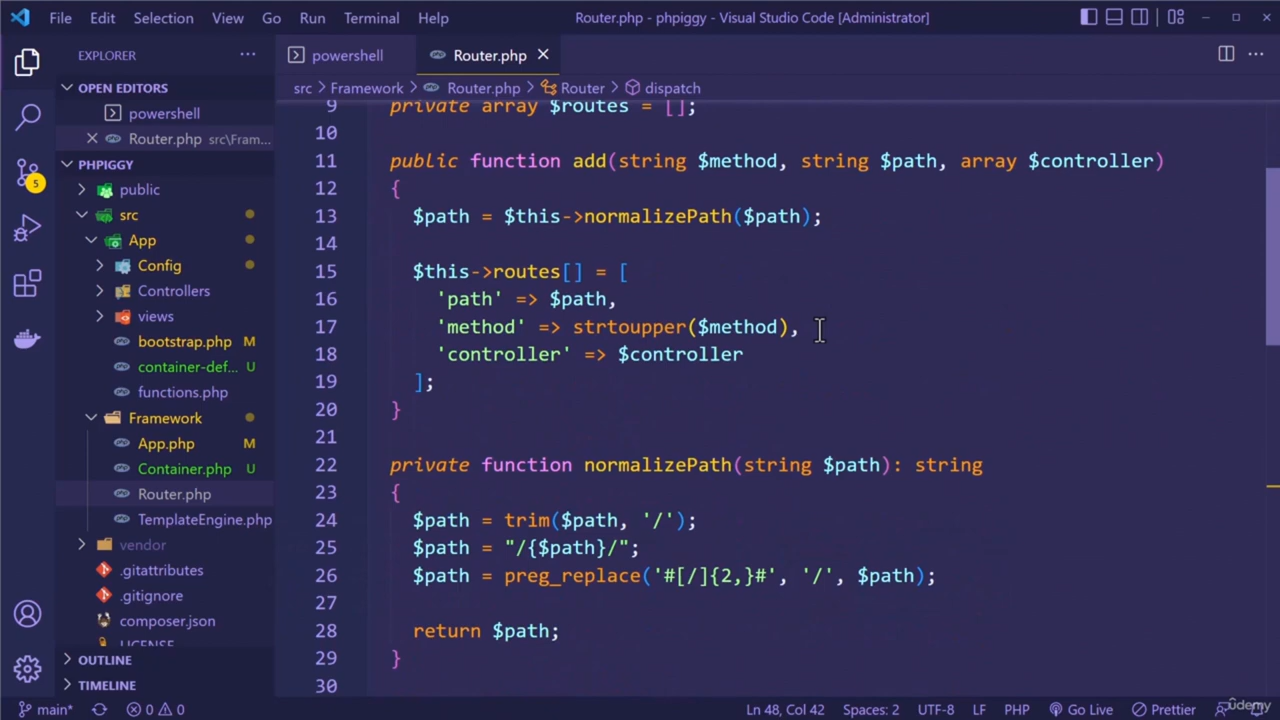 File Edit Selection View Go Run Terminal Help Router.php - phpiggy - Visual Studio Code [Administrator]
EXPLORER
OPEN EDITORS
powershell
Router.php src\Fram...
PHPIGGY
public
src
App
Config
Controllers
views
bootstrap.php M
container-def... U
functions.php
Framework
App.php M
Container.php U
Router.php
TemplateEngine.php
vendor
.gitattributes
.gitignore
composer.json
LICENSE
OUTLINE
TIMELINE
5
powershell Router.php
src > Framework > Router.php > Router > dispatch
9 private array $routes = [];
10
11 public function add(string $method, string $path, array $controller)
12 {
13 $path = $this->normalizePath($path);
14
15 $this->routes[] = [
16 'path' => $path,
17 'method' => strtoupper($method),
18 'controller' => $controller
19 ];
20 }
21
22 private function normalizePath(string $path): string
23 {
24 $path = trim($path, '/');
25 $path = "/{$path}/";
26 $path = preg_replace('#[/]{2,}#', '/', $path);
27
28 return $path;
29 }
30
main* 0 0 Ln 48, Col 42 Spaces: 2 UTF-8 LF PHP Go Live Prettier
ûdemy